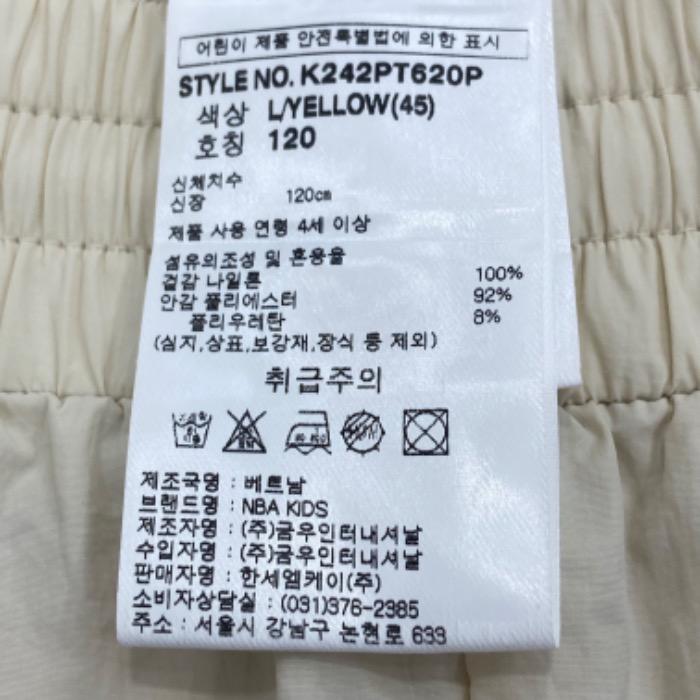 어린이 제품 안전특별법에 의한 표시
STYLE NO. K242PT620P
색상 L/YELLOW(45)
호칭 120
신체치수
신장 120cm
제품 사용 연령 4세 이상
섬유의조성 및 혼용율
겉감 나일론 100%
안감 폴리에스터 92%
폴리우레탄 8%
(심지,상표,보강재,장식 등 제외)
취급주의
제조국명 : 베트남
브랜드명 : NBA KIDS
제조자명 : (주)금우인터내셔날
수입자명 : (주)금우인터내셔날
판매자명 : 한세엠케이(주)
소비자상담실 : (031)376-2385
주소 : 서울시 강남구 논현로 633